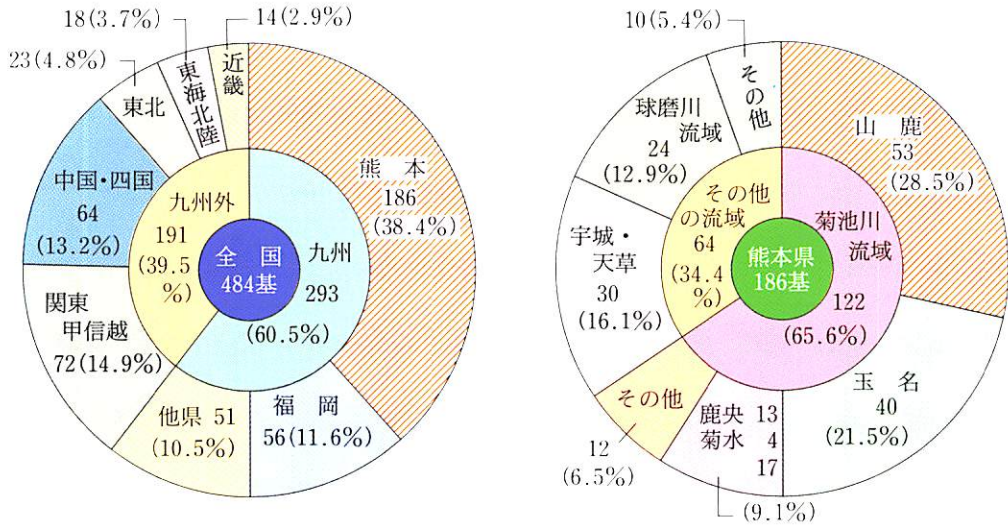 18(3.7%)
14(2.9%)
23(4.8%)
近畿
東海北陸
東北
中国・四国
64
(13.2%)
関東
甲信越
72(14.9%)
他県 51
(10.5%)
福 岡
56(11.6%)
熊 本
186
(38.4%)
九州外
191
(39.5
%)
九州
293
(60.5%)
全 国
484基
10(5.4%)
その他
球磨川
流域
24
(12.9%)
宇城・
天草
30
(16.1%)
その他
12
(6.5%)
鹿央 13
菊水 4
17
(9.1%)
玉 名
40
(21.5%)
山 鹿
53
(28.5%)
その他
の流域
64
(34.4
%)
菊池川
流域
122
(65.6%)
熊本県
186基